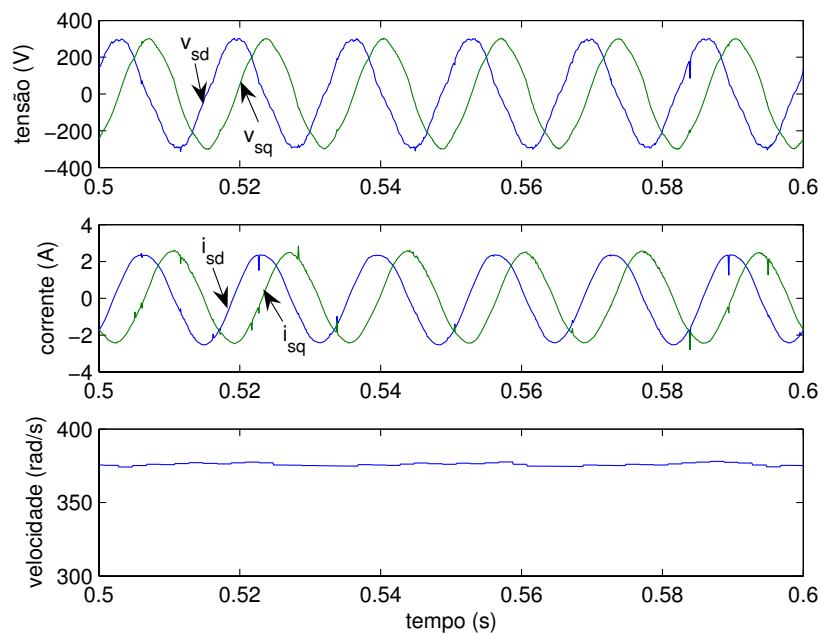 400
200
0
−200
−400
tensão (V)
v_sd
v_sq
0.5 0.52 0.54 0.56 0.58 0.6
4
2
0
−2
−4
corrente (A)
i_sd
i_sq
0.5 0.52 0.54 0.56 0.58 0.6
400
350
300
velocidade (rad/s)
0.5 0.52 0.54 0.56 0.58 0.6
tempo (s)